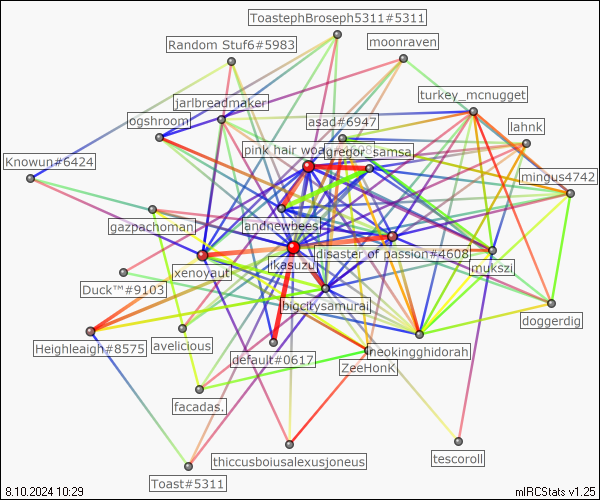 ToastephBroseph5311#5311
Random Stuf6#5983
moonraven
turkey_mcnugget
jarlbreadmaker
ogshroom
asad#6947
lahnk
pink hair woa
gregor_samsa
Knowun#6424
mingus4742
gazpachoman
andnewbeesi
disaster of passion#4608
xenoyaut
ikasuzu
mukszi
Duck™#9103
bigcitysamurai
doggerdig
Heighleaigh#8575
avelicious
default#0617
neokingghidorah
ZeeHonK
facadas.
thiccusboiusalexusjoneus
tescoroll
Toast#5311
8.10.2024 10:29
mIRCStats v1.25